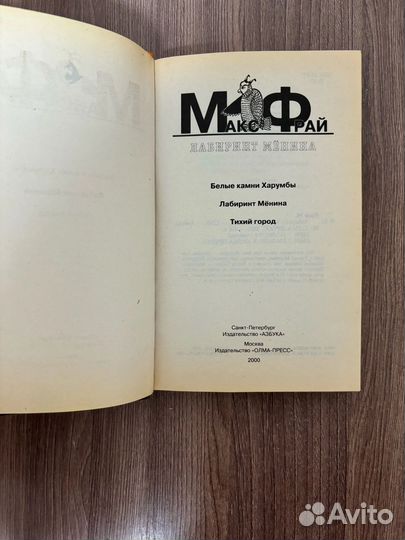 МАКС ФРАЙ
ЛАБИРИНТ МЁНИНА
Белые камни Харумбы
Лабиринт Мёнина
Тихий город
Санкт-Петербург
Издательство «АЗБУКА»
Москва
Издательство «ОЛМА-ПРЕСС»
2000
Avito